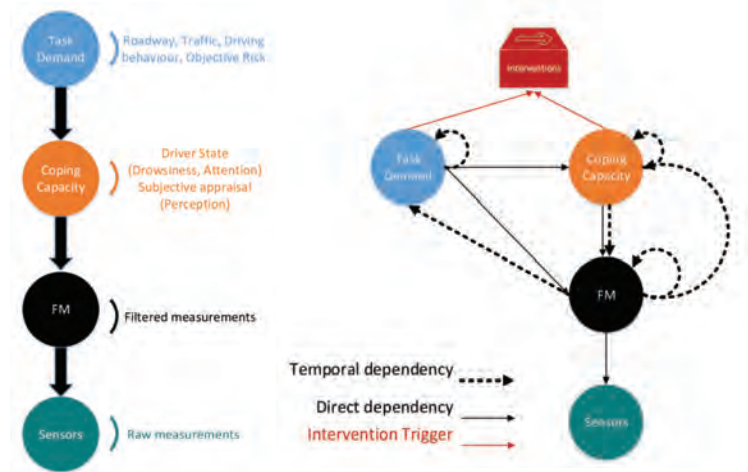 Task
Demand
Roadway, Traffic, Driving
behaviour, Objective Risk
Coping
Capacity
Driver State
(Drowsiness, Attention)
Subjective appraisal
(Perception)
FM
Filtered measurements
Sensors
Raw measurements
Interventions
Task
Demand
Coping
Capacity
FM
Temporal dependency
Direct dependency
Intervention Trigger
Sensors